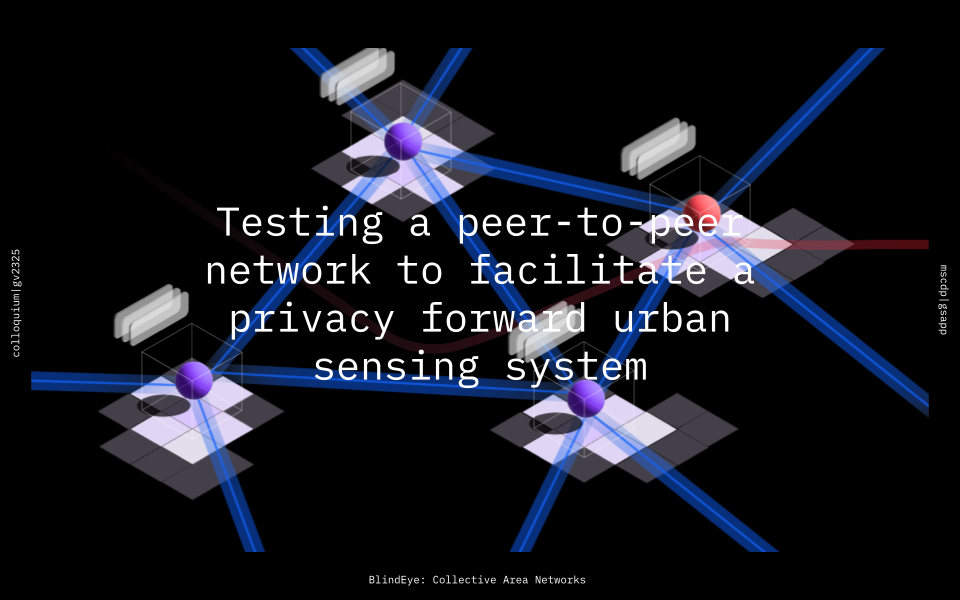 Testing a peer-to-peer
network to facilitate a
privacy forward urban
sensing system
colloquium|gv2325
mscdp|gsapp
BlindEye: Collective Area Networks